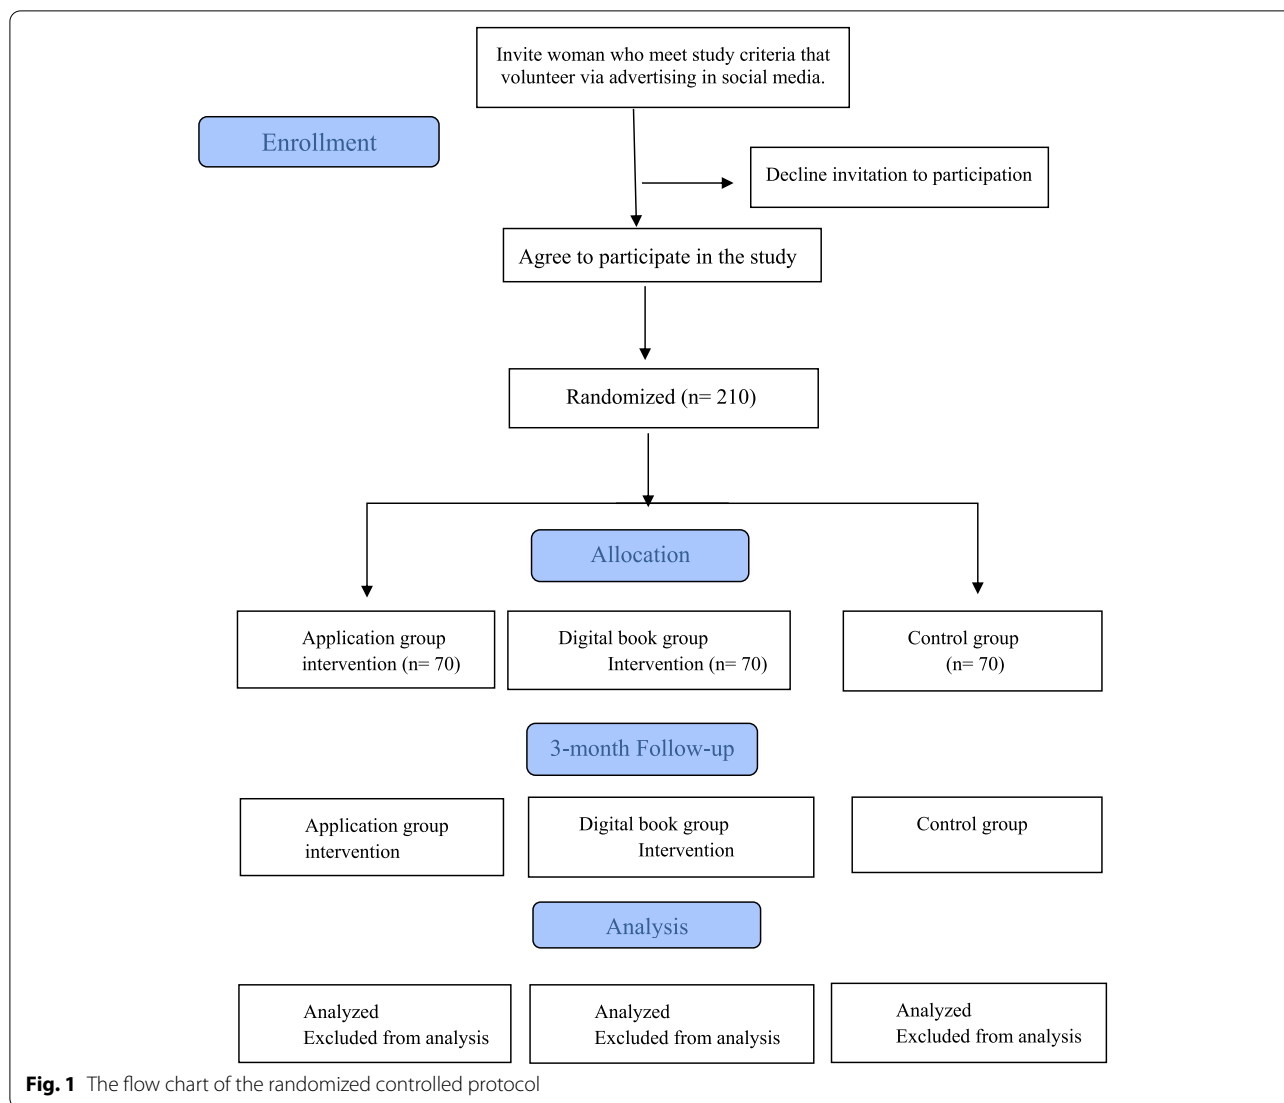 Invite woman who meet study criteria that
volunteer via advertising in social media.
Enrollment
Decline invitation to participation
Agree to participate in the study
Randomized (n= 210)
Allocation
Application group
intervention (n= 70)
Digital book group
Intervention (n= 70)
Control group
(n= 70)
3-month Follow-up
Application group
intervention
Digital book group
Intervention
Control group
Analysis
Analyzed
Excluded from analysis
Analyzed
Excluded from analysis
Analyzed
Excluded from analysis
Fig. 1 The flow chart of the randomized controlled protocol